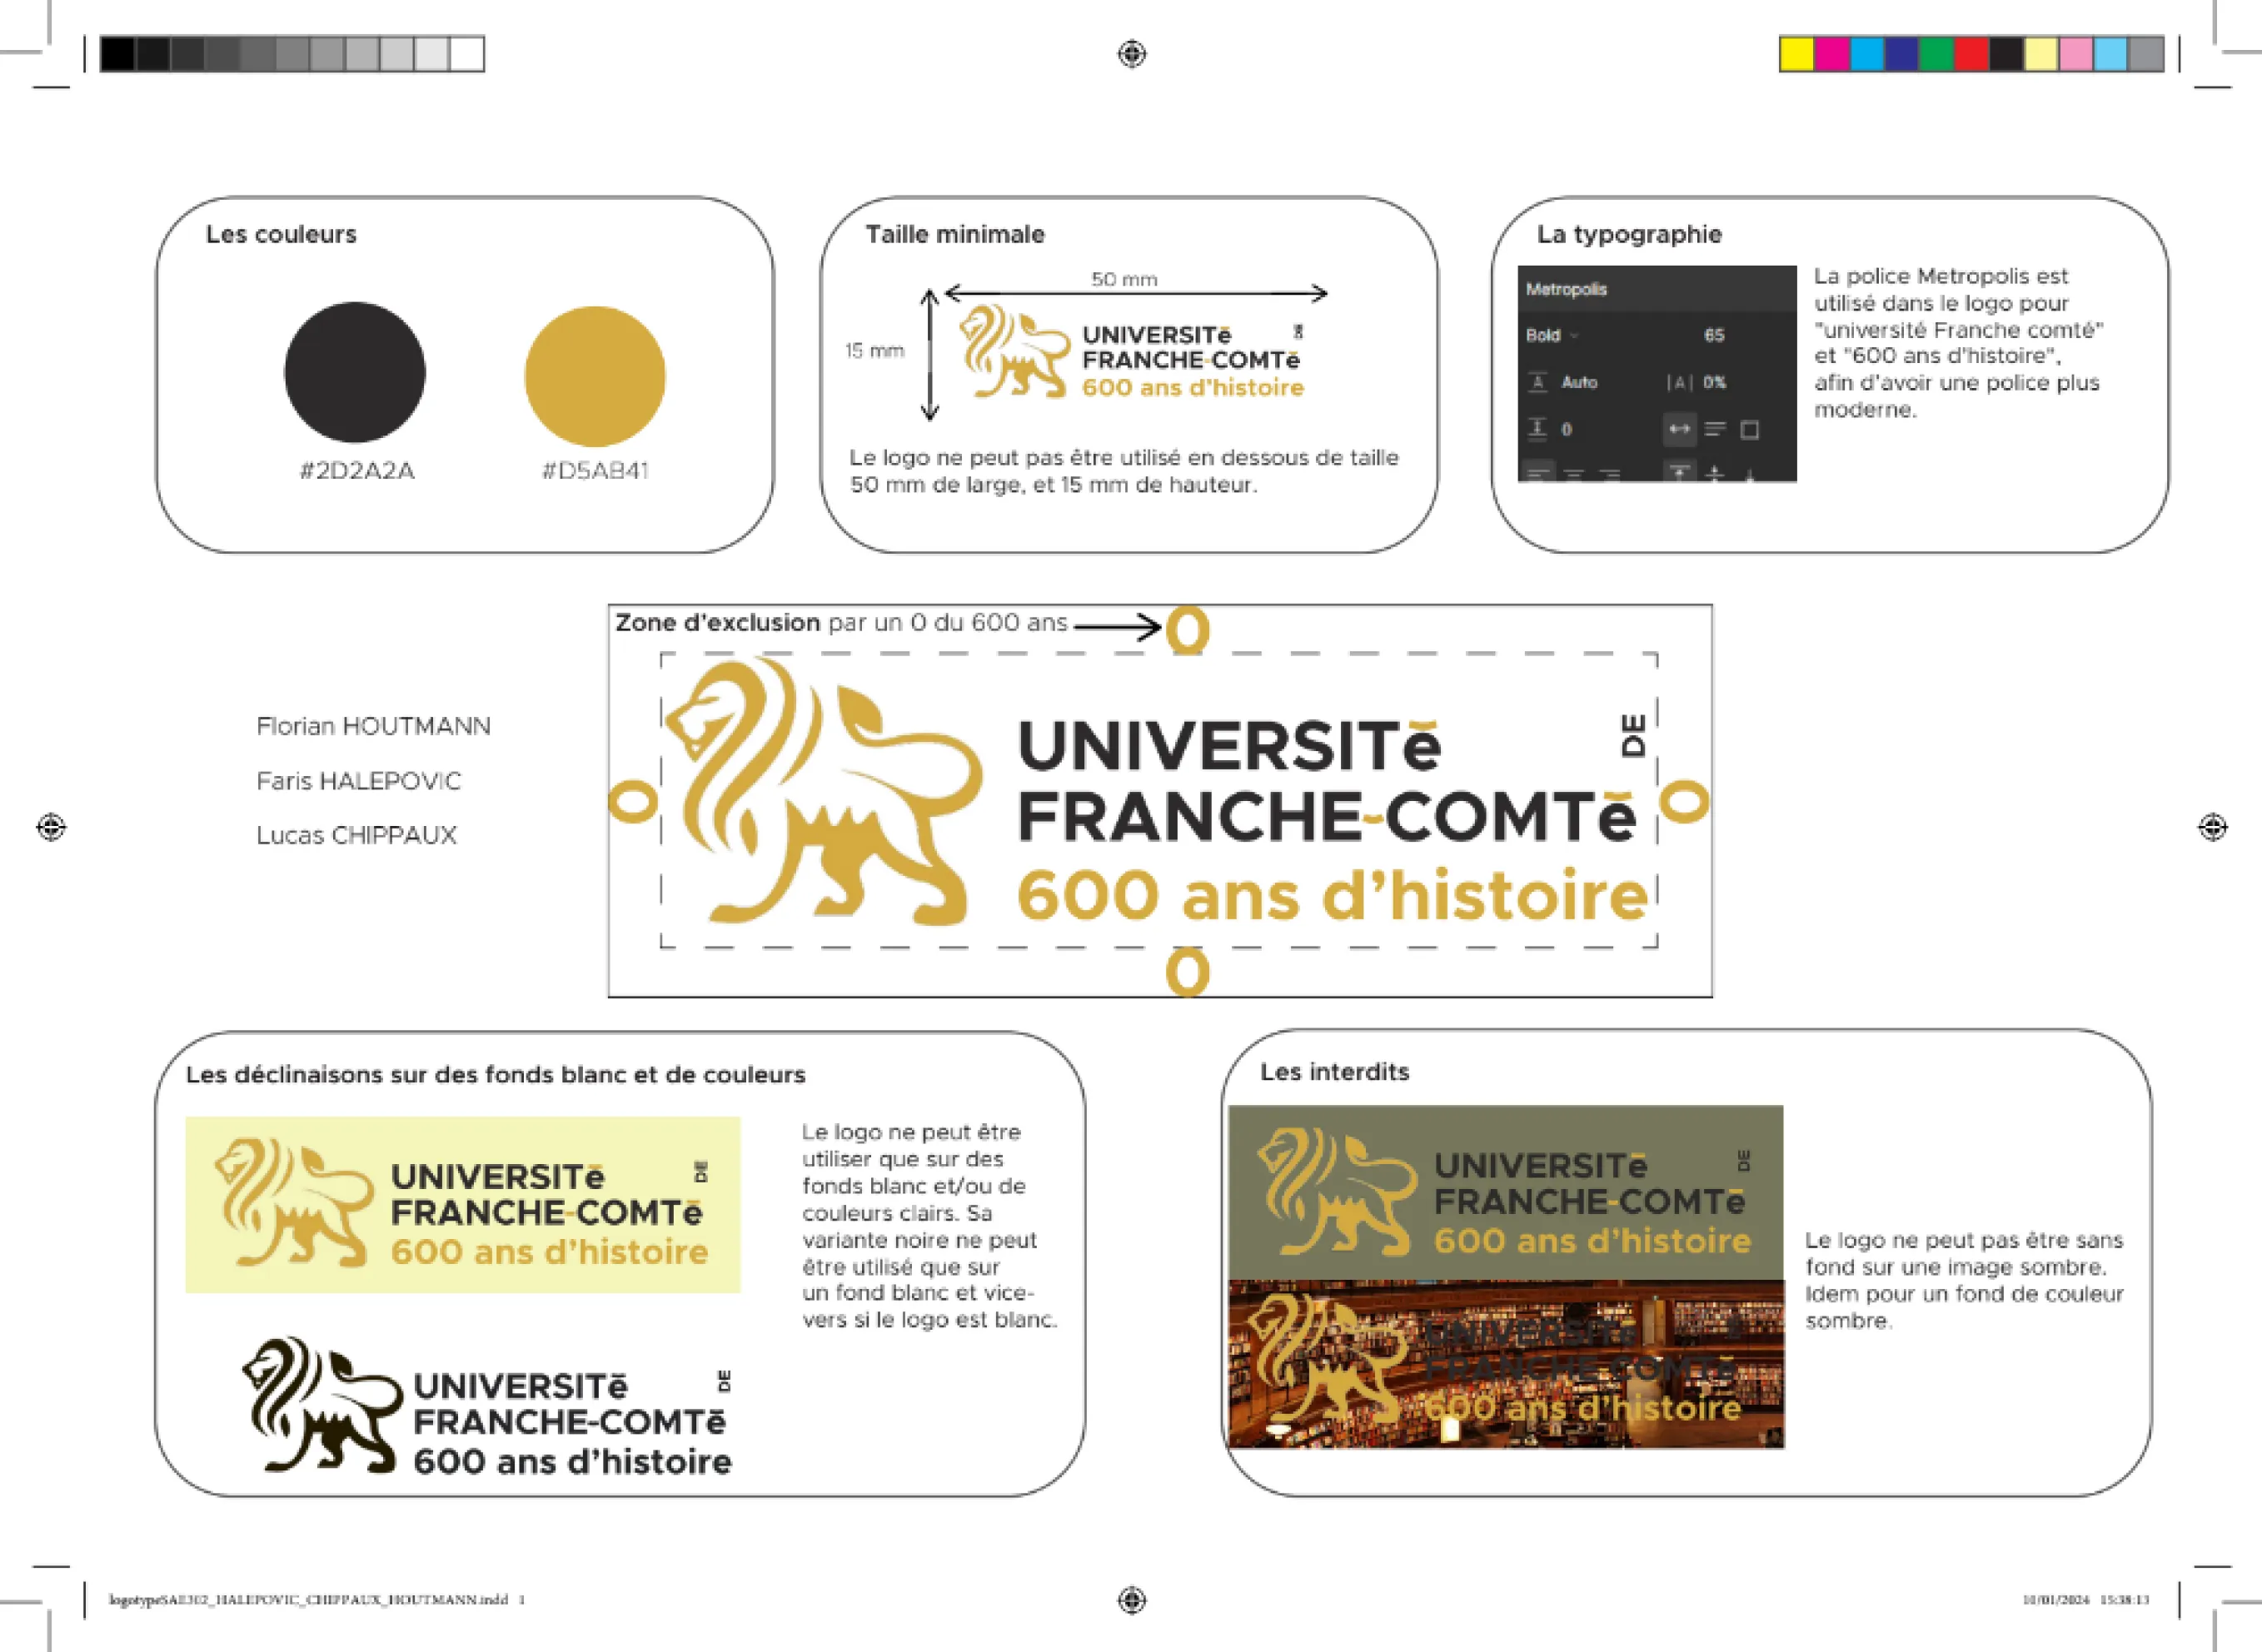 Les couleurs
#2D2A2A
#D5AB41
Taille minimale
50 mm
15 mm
UNIVERSITē
DE
FRANCHE-COMTē
600 ans d'histoire
Le logo ne peut pas être utilisé en dessous de taille
50 mm de large, et 15 mm de hauteur.
La typographie
Metropolis
Bold
65
A Auto
|A| 0%
0
La police Metropolis est
utilisé dans le logo pour
"université Franche comté"
et "600 ans d'histoire",
afin d'avoir une police plus
moderne.
Florian HOUTMANN
Faris HALEPOVIC
Lucas CHIPPAUX
Zone d'exclusion par un 0 du 600 ans
0
0
0
0
UNIVERSITē
DE
FRANCHE-COMTē
600 ans d'histoire
Les déclinaisons sur des fonds blanc et de couleurs
UNIVERSITē
DE
FRANCHE-COMTē
600 ans d'histoire
UNIVERSITē
DE
FRANCHE-COMTē
600 ans d'histoire
Le logo ne peut être
utiliser que sur des
fonds blanc et/ou de
couleurs clairs. Sa
variante noire ne peut
être utilisé que sur
un fond blanc et vice-
vers si le logo est blanc.
Les interdits
UNIVERSITē
DE
FRANCHE-COMTē
600 ans d'histoire
UNIVERSITē
FRANCHE-COMTē
600 ans d'histoire
Le logo ne peut pas être sans
fond sur une image sombre.
Idem pour un fond de couleur
sombre.
logotypeSAE302_HALEPOVIC_CHIPPAUX_HOUTMANN.indd 1
10/01/2024 15:38:13